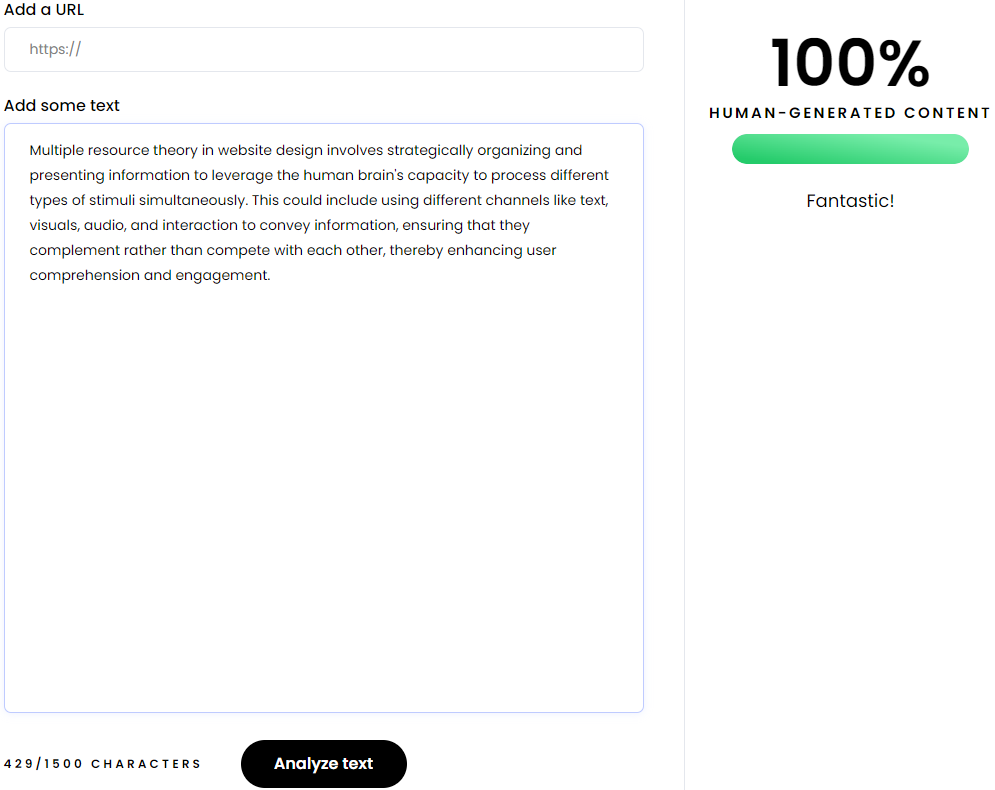 Add a URL
https://
Add some text
Multiple resource theory in website design involves strategically organizing and
presenting information to leverage the human brain's capacity to process different
types of stimuli simultaneously. This could include using different channels like text,
visuals, audio, and interaction to convey information, ensuring that they
complement rather than compete with each other, thereby enhancing user
comprehension and engagement.
429/1500 CHARACTERS
Analyze text
100%
HUMAN-GENERATED CONTENT
Fantastic!